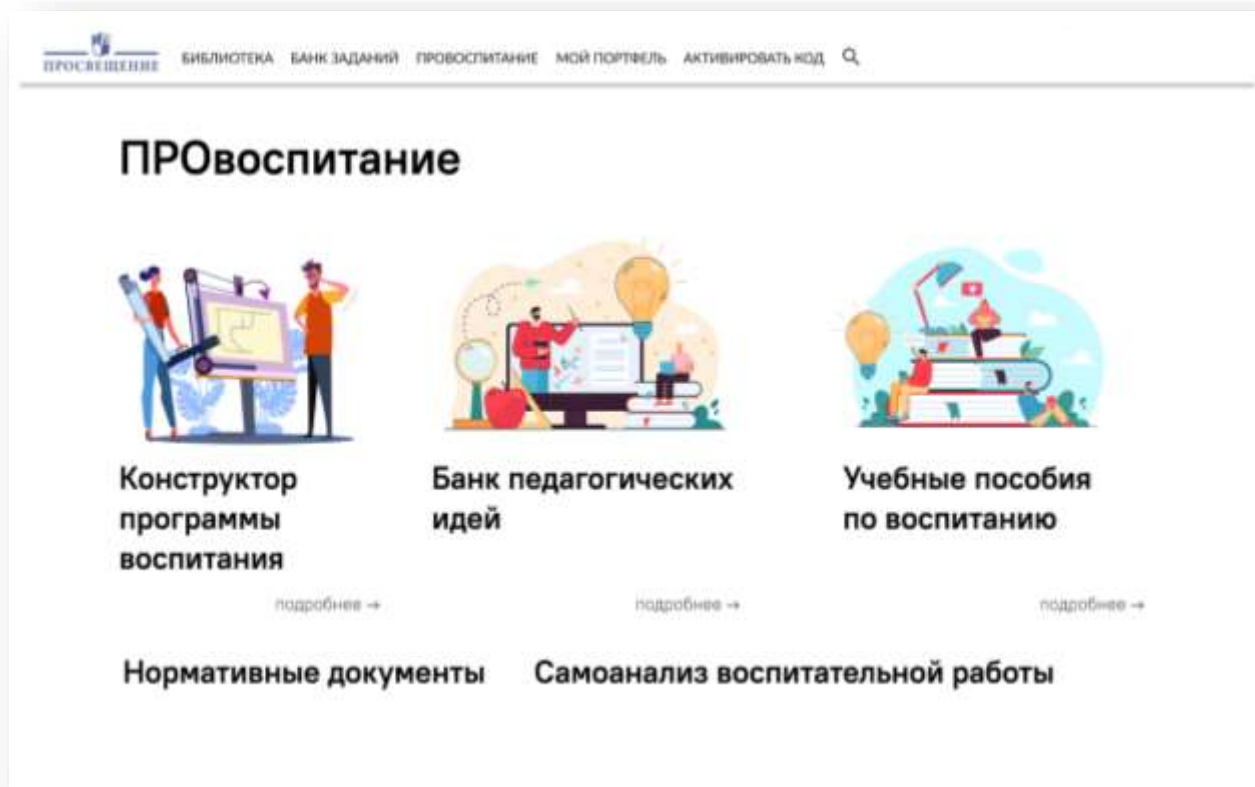 ПРОСВЕЩЕНИЕ
БИБЛИОТЕКА БАНК ЗАДАНИЙ ПРОВОСПИТАНИЕ МОЙ ПОРТФЕЛЬ АКТИВИРОВАТЬ КОД
ПРОвоспитание
Конструктор
программы
воспитания
подробнее →
Банк педагогических
идей
подробнее →
Учебные пособия
по воспитанию
подробнее →
Нормативные документы
Самоанализ воспитательной работы